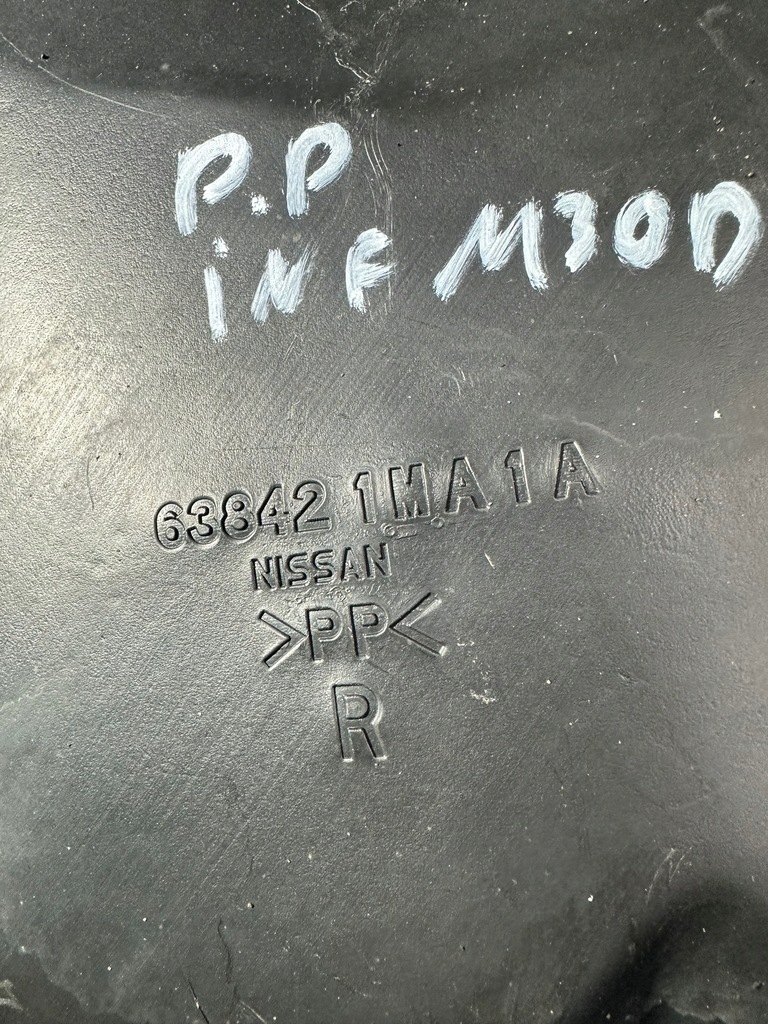 P.P
iNF M30D
63842 1MA1A
NISSAN
>PP<
R